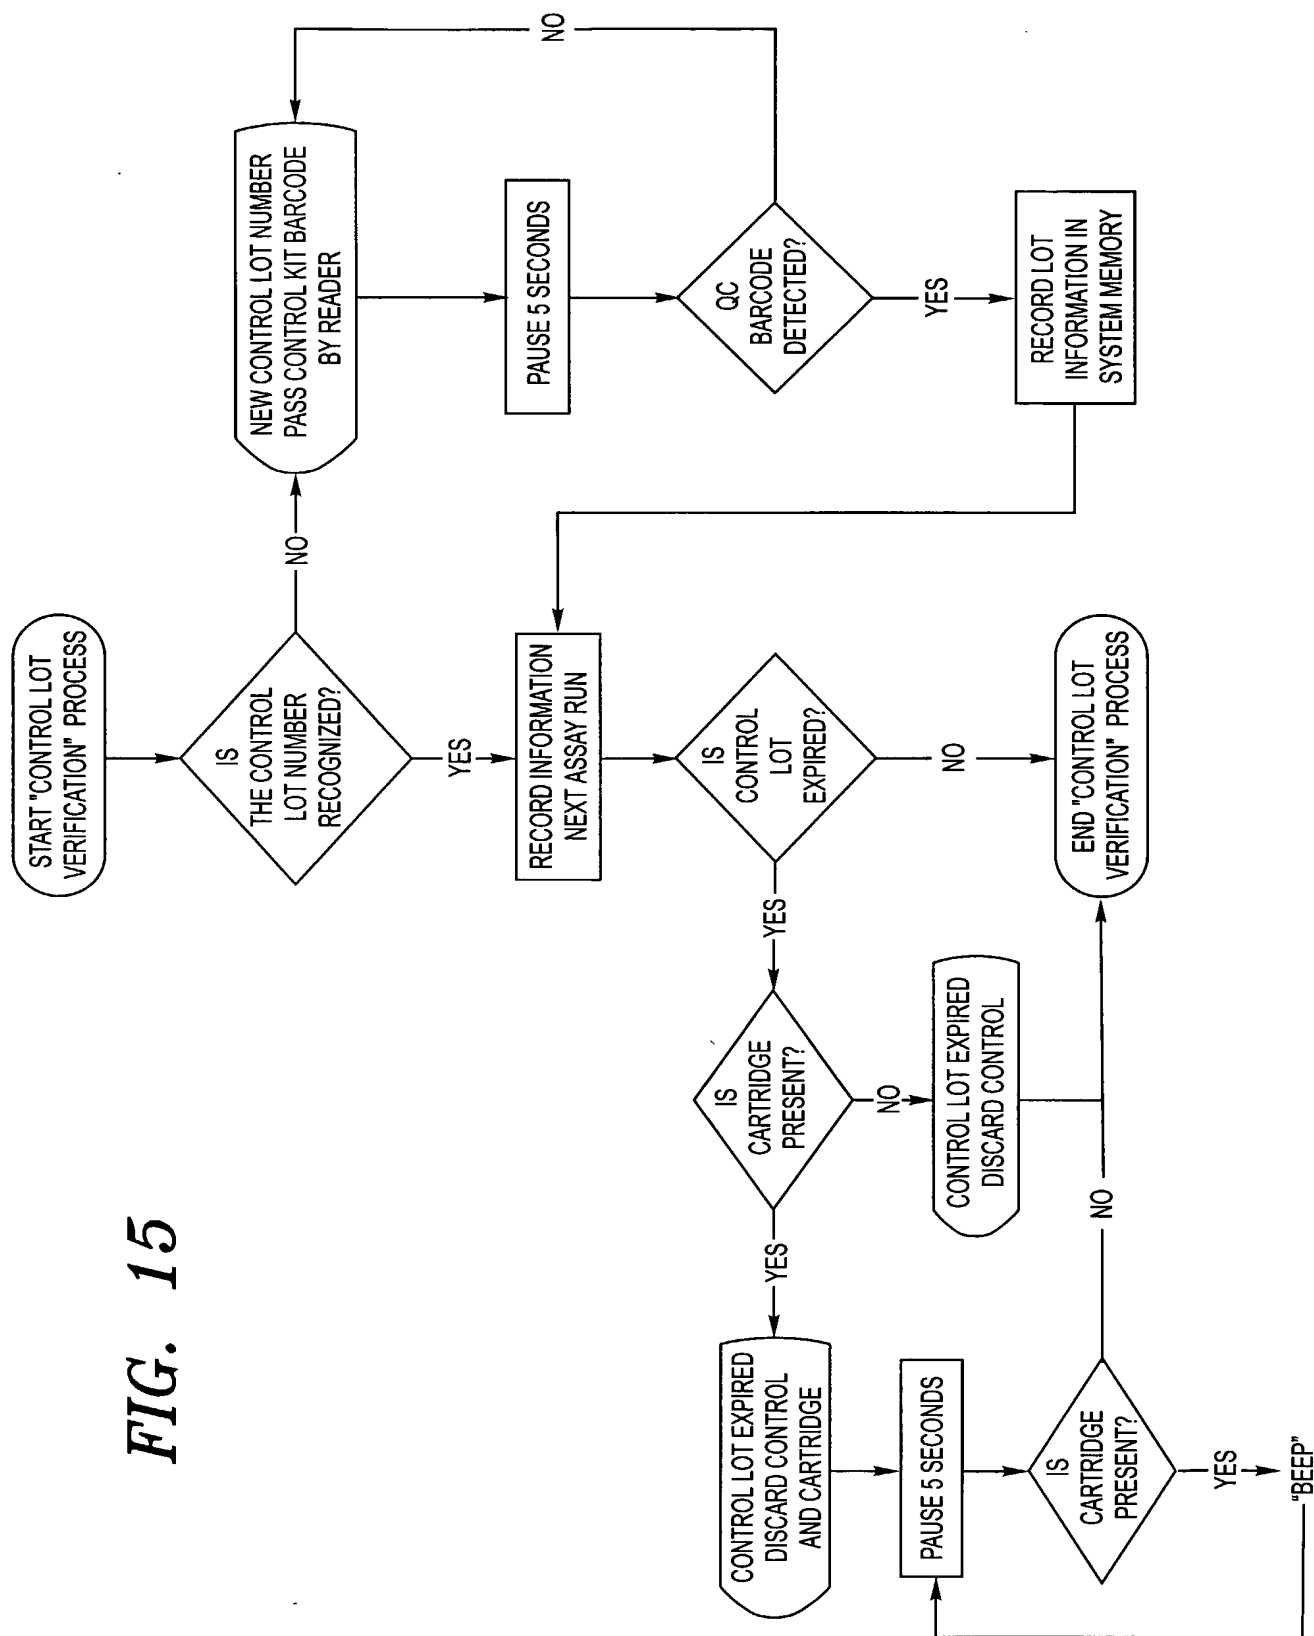 FIG. 15
START "CONTROL LOT
VERIFICATION" PROCESS
IS
THE CONTROL
LOT NUMBER
RECOGNIZED?
NO
NEW CONTROL LOT NUMBER
PASS CONTROL KIT BARCODE
BY READER
PAUSE 5 SECONDS
QC
BARCODE
DETECTED?
NO
YES
RECORD LOT
INFORMATION IN
SYSTEM MEMORY
YES
RECORD INFORMATION
NEXT ASSAY RUN
IS
CONTROL
LOT
EXPIRED?
NO
END "CONTROL LOT
VERIFICATION" PROCESS
YES
IS
CARTRIDGE
PRESENT?
NO
CONTROL LOT EXPIRED
DISCARD CONTROL
YES
CONTROL LOT EXPIRED
DISCARD CONTROL
AND CARTRIDGE
PAUSE 5 SECONDS
IS
CARTRIDGE
PRESENT?
NO
YES
"BEEP"